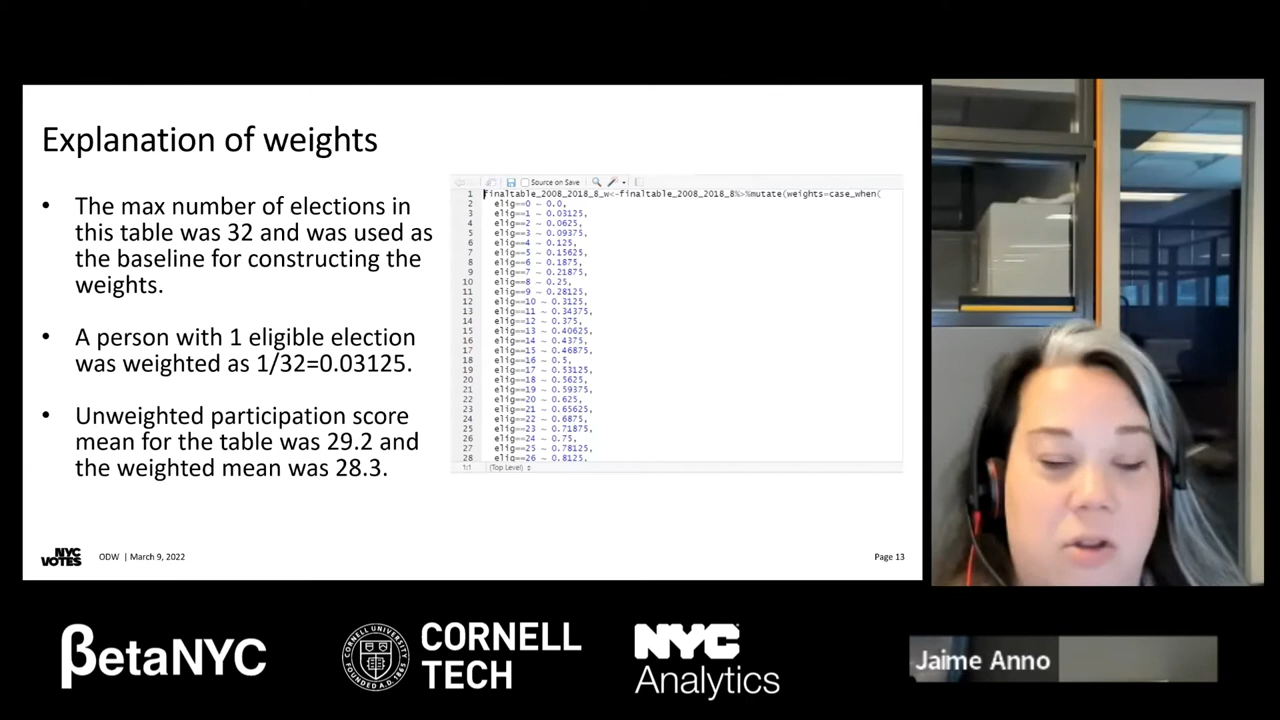 Explanation of weights
• The max number of elections in
this table was 32 and was used as
the baseline for constructing the
weights.
• A person with 1 eligible election
was weighted as 1/32=0.03125.
• Unweighted participation score
mean for the table was 29.2 and
the weighted mean was 28.3.
Source on Save
1 finaltable_2008_2018_8_w<-finaltable_2008_2018_8%>%mutate(weights=case_when(
2 elig==0 ~ 0.0,
3 elig==1 ~ 0.03125,
4 elig==2 ~ 0.0625,
5 elig==3 ~ 0.09375,
6 elig==4 ~ 0.125,
7 elig==5 ~ 0.15625,
8 elig==6 ~ 0.1875,
9 elig==7 ~ 0.21875,
10 elig==8 ~ 0.25,
11 elig==9 ~ 0.28125,
12 elig==10 ~ 0.3125,
13 elig==11 ~ 0.34375,
14 elig==12 ~ 0.375,
15 elig==13 ~ 0.40625,
16 elig==14 ~ 0.4375,
17 elig==15 ~ 0.46875,
18 elig==16 ~ 0.5,
19 elig==17 ~ 0.53125,
20 elig==18 ~ 0.5625,
21 elig==19 ~ 0.59375,
22 elig==20 ~ 0.625,
23 elig==21 ~ 0.65625,
24 elig==22 ~ 0.6875,
25 elig==23 ~ 0.71875,
26 elig==24 ~ 0.75,
27 elig==25 ~ 0.78125,
28 elig==26 ~ 0.8125,
1:1 (Top Level)
NYC
VOTES
ODW | March 9, 2022
Page 13
βetaNYC
CORNELL
TECH
CORNELL UNIVERSITY
FOUNDED A.D. 1865
NYC
Analytics
Jaime Anno